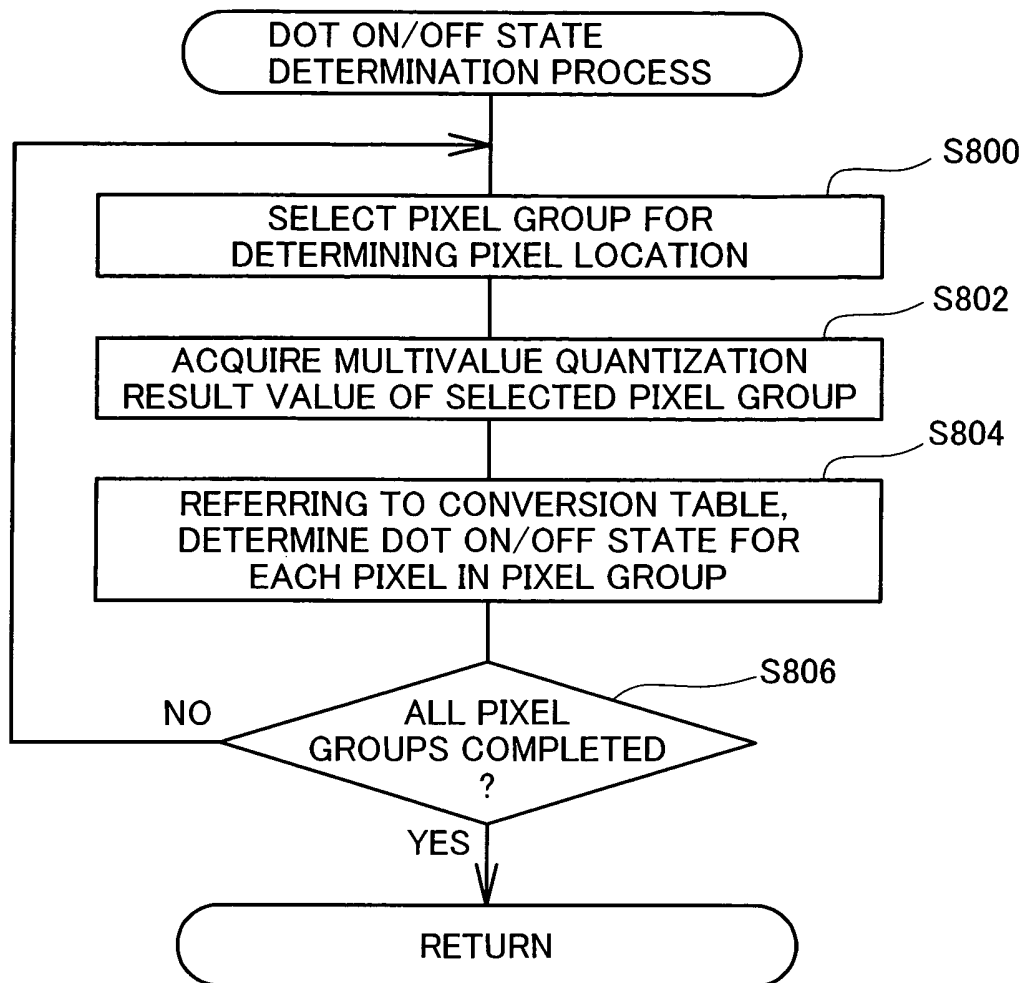 DOT ON/OFF STATE
DETERMINATION PROCESS
S800
SELECT PIXEL GROUP FOR
DETERMINING PIXEL LOCATION
S802
ACQUIRE MULTIVALUE QUANTIZATION
RESULT VALUE OF SELECTED PIXEL GROUP
S804
REFERRING TO CONVERSION TABLE,
DETERMINE DOT ON/OFF STATE FOR
EACH PIXEL IN PIXEL GROUP
S806
NO
ALL PIXEL
GROUPS COMPLETED
?
YES
RETURN